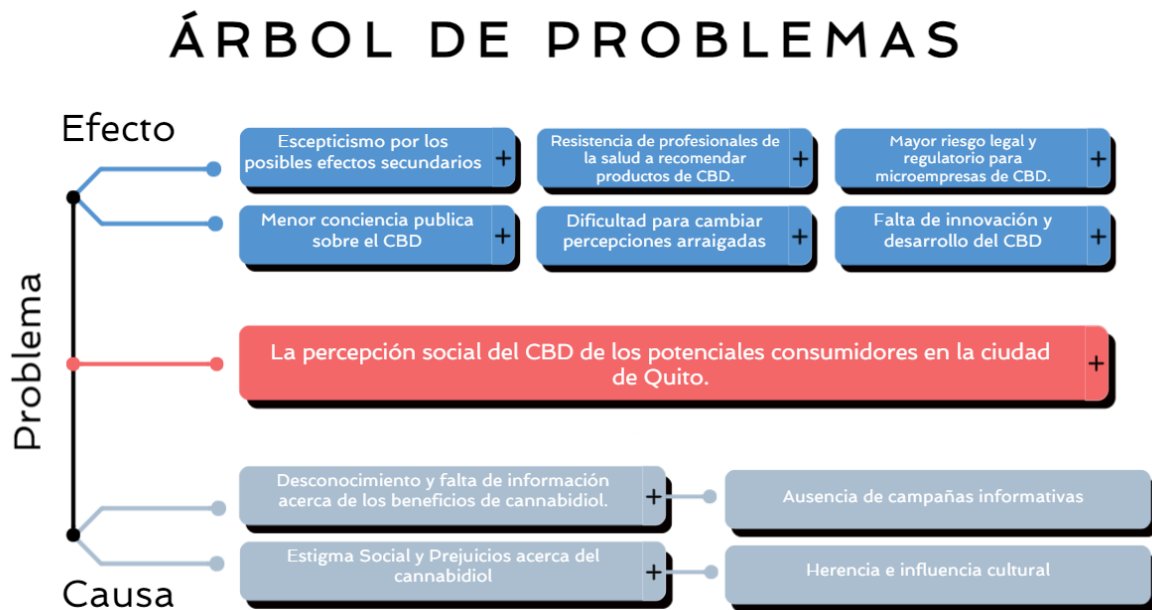 ÁRBOL DE PROBLEMAS
Efecto
Escepticismo por los
posibles efectos secundarios
+
Resistencia de profesionales de
la salud a recomendar
productos de CBD.
+
Mayor riesgo legal y
regulatorio para
microempresas de CBD.
+
Menor conciencia publica
sobre el CBD
+
Dificultad para cambiar
percepciones arraigadas
+
Falta de innovación y
desarrollo del CBD
+
Problema
La percepción social del CBD de los potenciales consumidores en la ciudad
de Quito.
+
Desconocimiento y falta de información
acerca de los beneficios de cannabidiol.
+
Ausencia de campañas informativas
Estigma Social y Prejuicios acerca del
cannabidiol
+
Herencia e influencia cultural
Causa